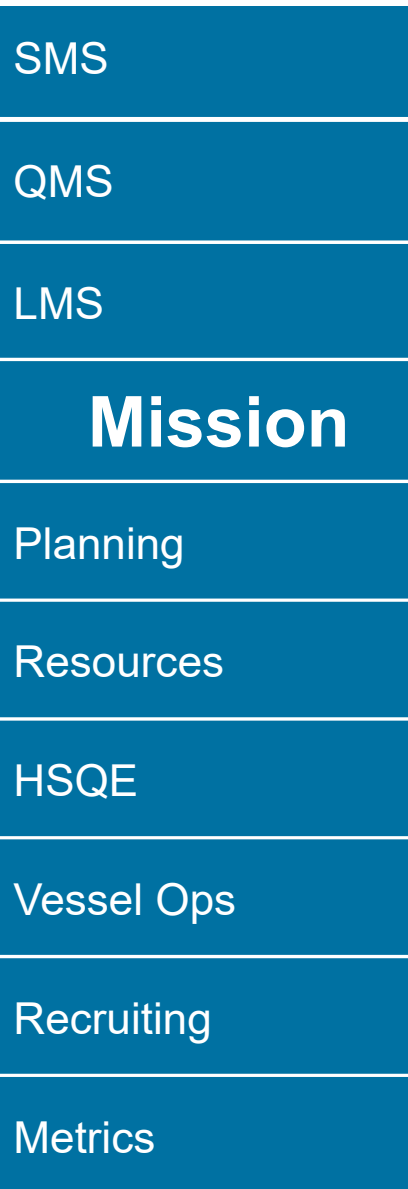 SMS
QMS
LMS
Mission
Planning
Resources
HSQE
Vessel Ops
Recruiting
Metrics